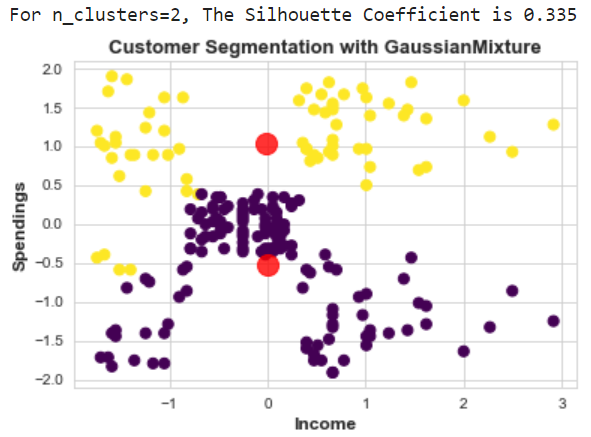 For n_clusters=2, The Silhouette Coefficient is 0.335
Customer Segmentation with GaussianMixture
2.0
1.5
1.0
0.5
0.0
−0.5
−1.0
−1.5
−2.0
Spendings
−1 0 1 2 3
Income